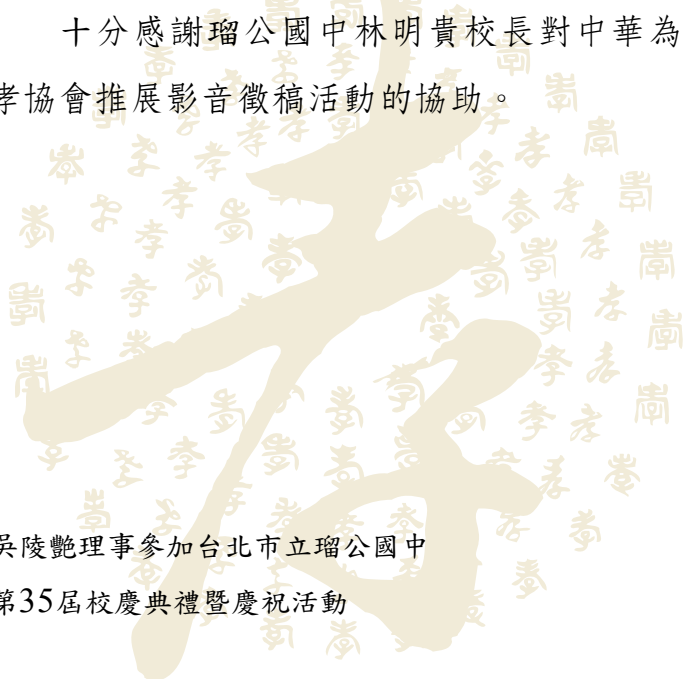 十分感謝瑠公國中林明貴校長對中華為
孝協會推展影音徵稿活動的協助。
孝
吳陵艷理事參加台北市立瑠公國中
第35屆校慶典禮暨慶祝活動